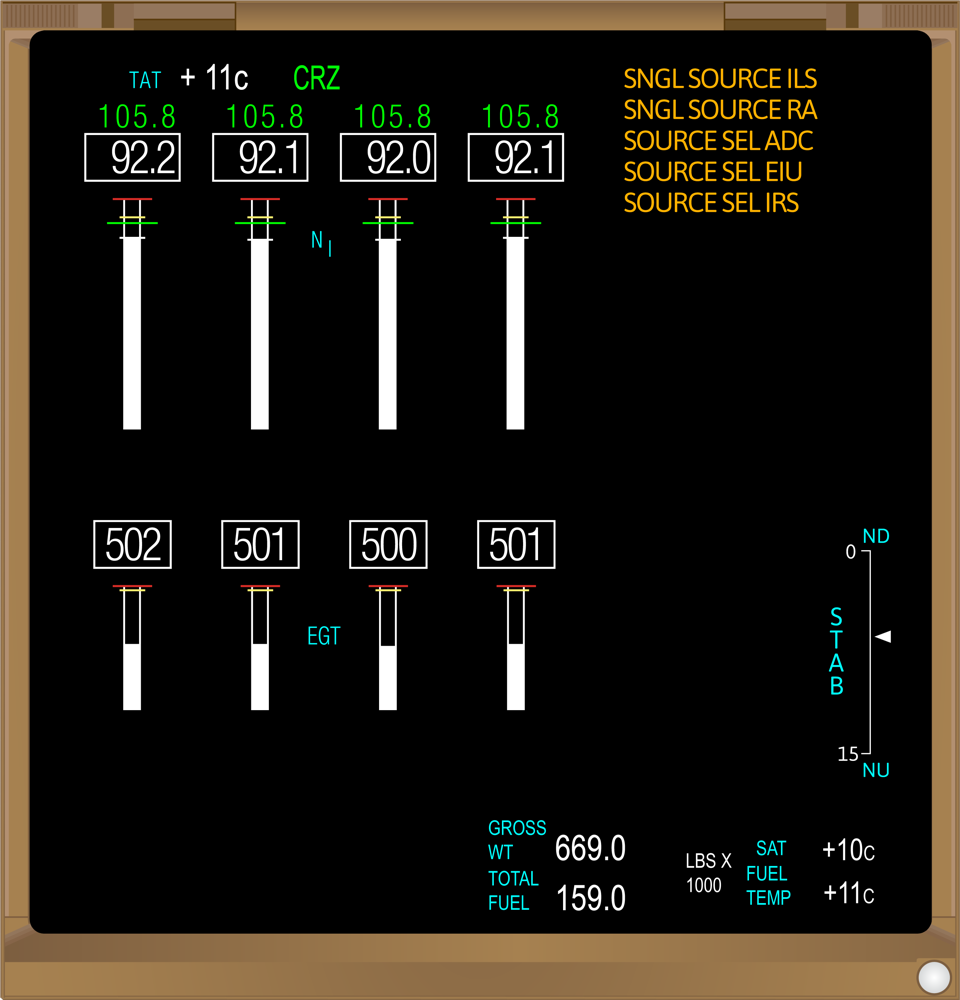 TAT + 11c CRZ
105.8 105.8 105.8 105.8
92.2 92.1 92.0 92.1
N1
SNGL SOURCE ILS
SNGL SOURCE RA
SOURCE SEL ADC
SOURCE SEL EIU
SOURCE SEL IRS
502 501 500 501
EGT
ND
0
STAB
15
NU
GROSS
WT 669.0
TOTAL
FUEL 159.0
LBS X
1000
SAT +10c
FUEL
TEMP +11c